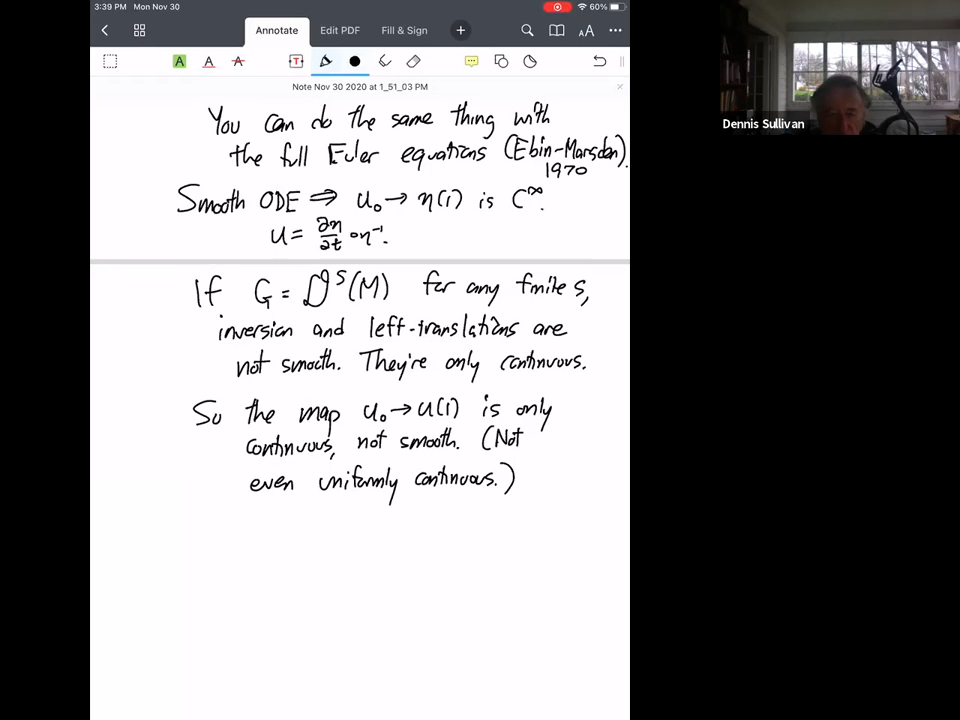 3:39 PM Mon Nov 30
60%
Annotate Edit PDF Fill & Sign
AA
A A A T
Note Nov 30 2020 at 1_51_03 PM
You can do the same thing with
the full Euler equations (Ebin-Marsden).
1970
Smooth ODE ⇒ u₀ → η(1) is C^∞.
u = ∂η/∂t ∘ η⁻¹.
If G = 𝒟^s(M) for any finite s,
inversion and left-translations are
not smooth. They're only continuous.
So the map u₀ → u(1) is only
continuous, not smooth. (Not
even uniformly continuous.)
Dennis Sullivan